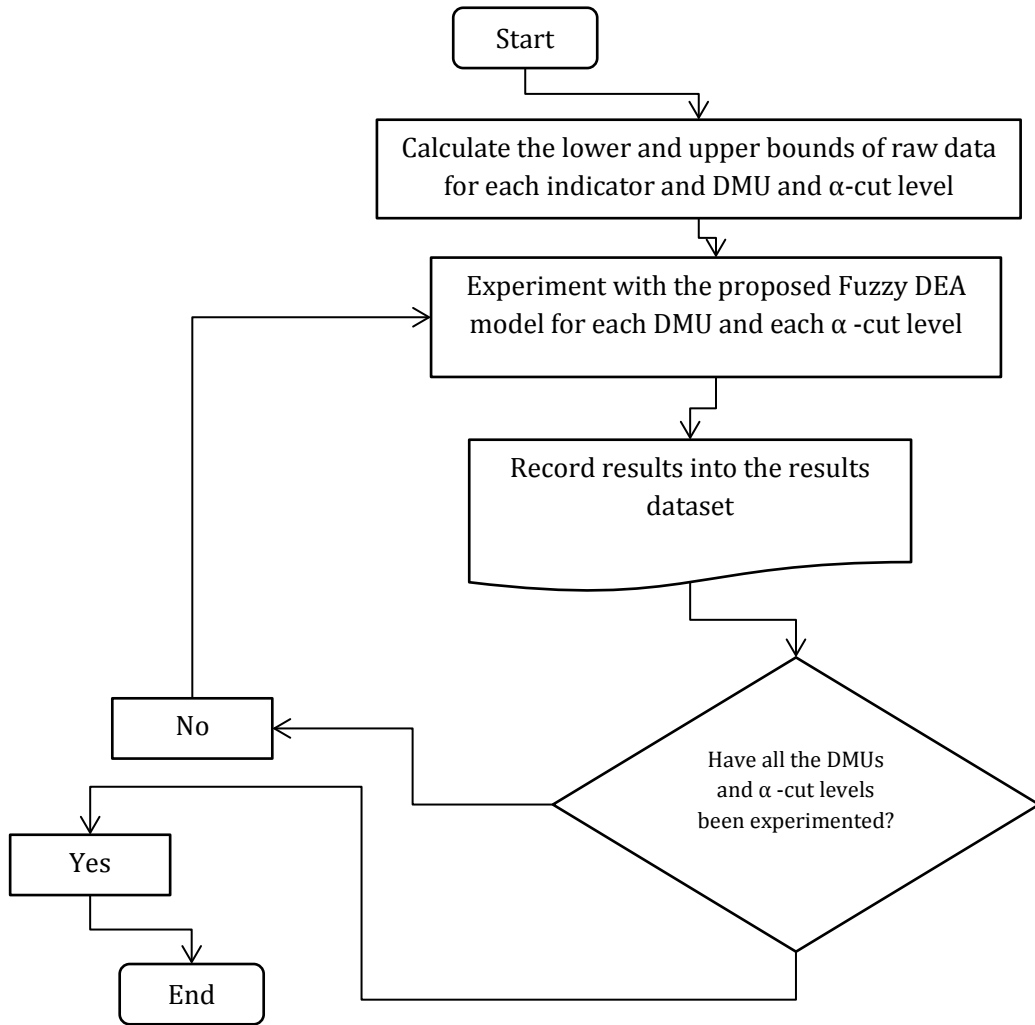 Start
Calculate the lower and upper bounds of raw data
for each indicator and DMU and α-cut level
Experiment with the proposed Fuzzy DEA
model for each DMU and each α -cut level
Record results into the results
dataset
No
Have all the DMUs
and α -cut levels
been experimented?
Yes
End